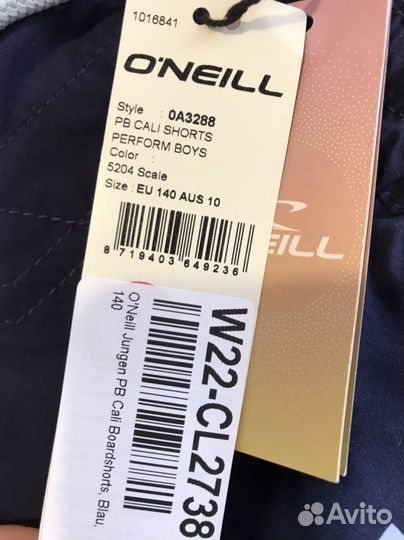 1016841
O'NEILL
Style : 0A3288
PB CALI SHORTS
PERFORM BOYS
Color :
5204 Scale
Size : EU 140 AUS 10
8 719403 649236
EILL
W22-CL2738
O'Neill Jungen PB Cali Boardshorts, Blau,
140
Avito